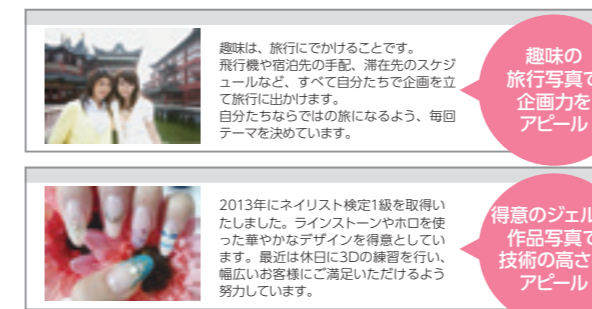 趣味は、旅行にでかけることです。
飛行機や宿泊先の手配、滞在先のスケジ
ュールなど、すべて自分たちで企画を立
て旅行に出かけます。
自分たちならではの旅になるよう、毎回
テーマを決めています。
趣味の
旅行写真で
企画力を
アピール
2013年にネイリスト検定1級を取得い
たしました。ラインストーンやホロを使
った華やかなデザインを得意としてい
ます。最近は休日に3Dの練習を行い、
幅広いお客様にご満足いただけるよう
努力しています。
得意のジェル
作品写真で
技術の高さ
アピール